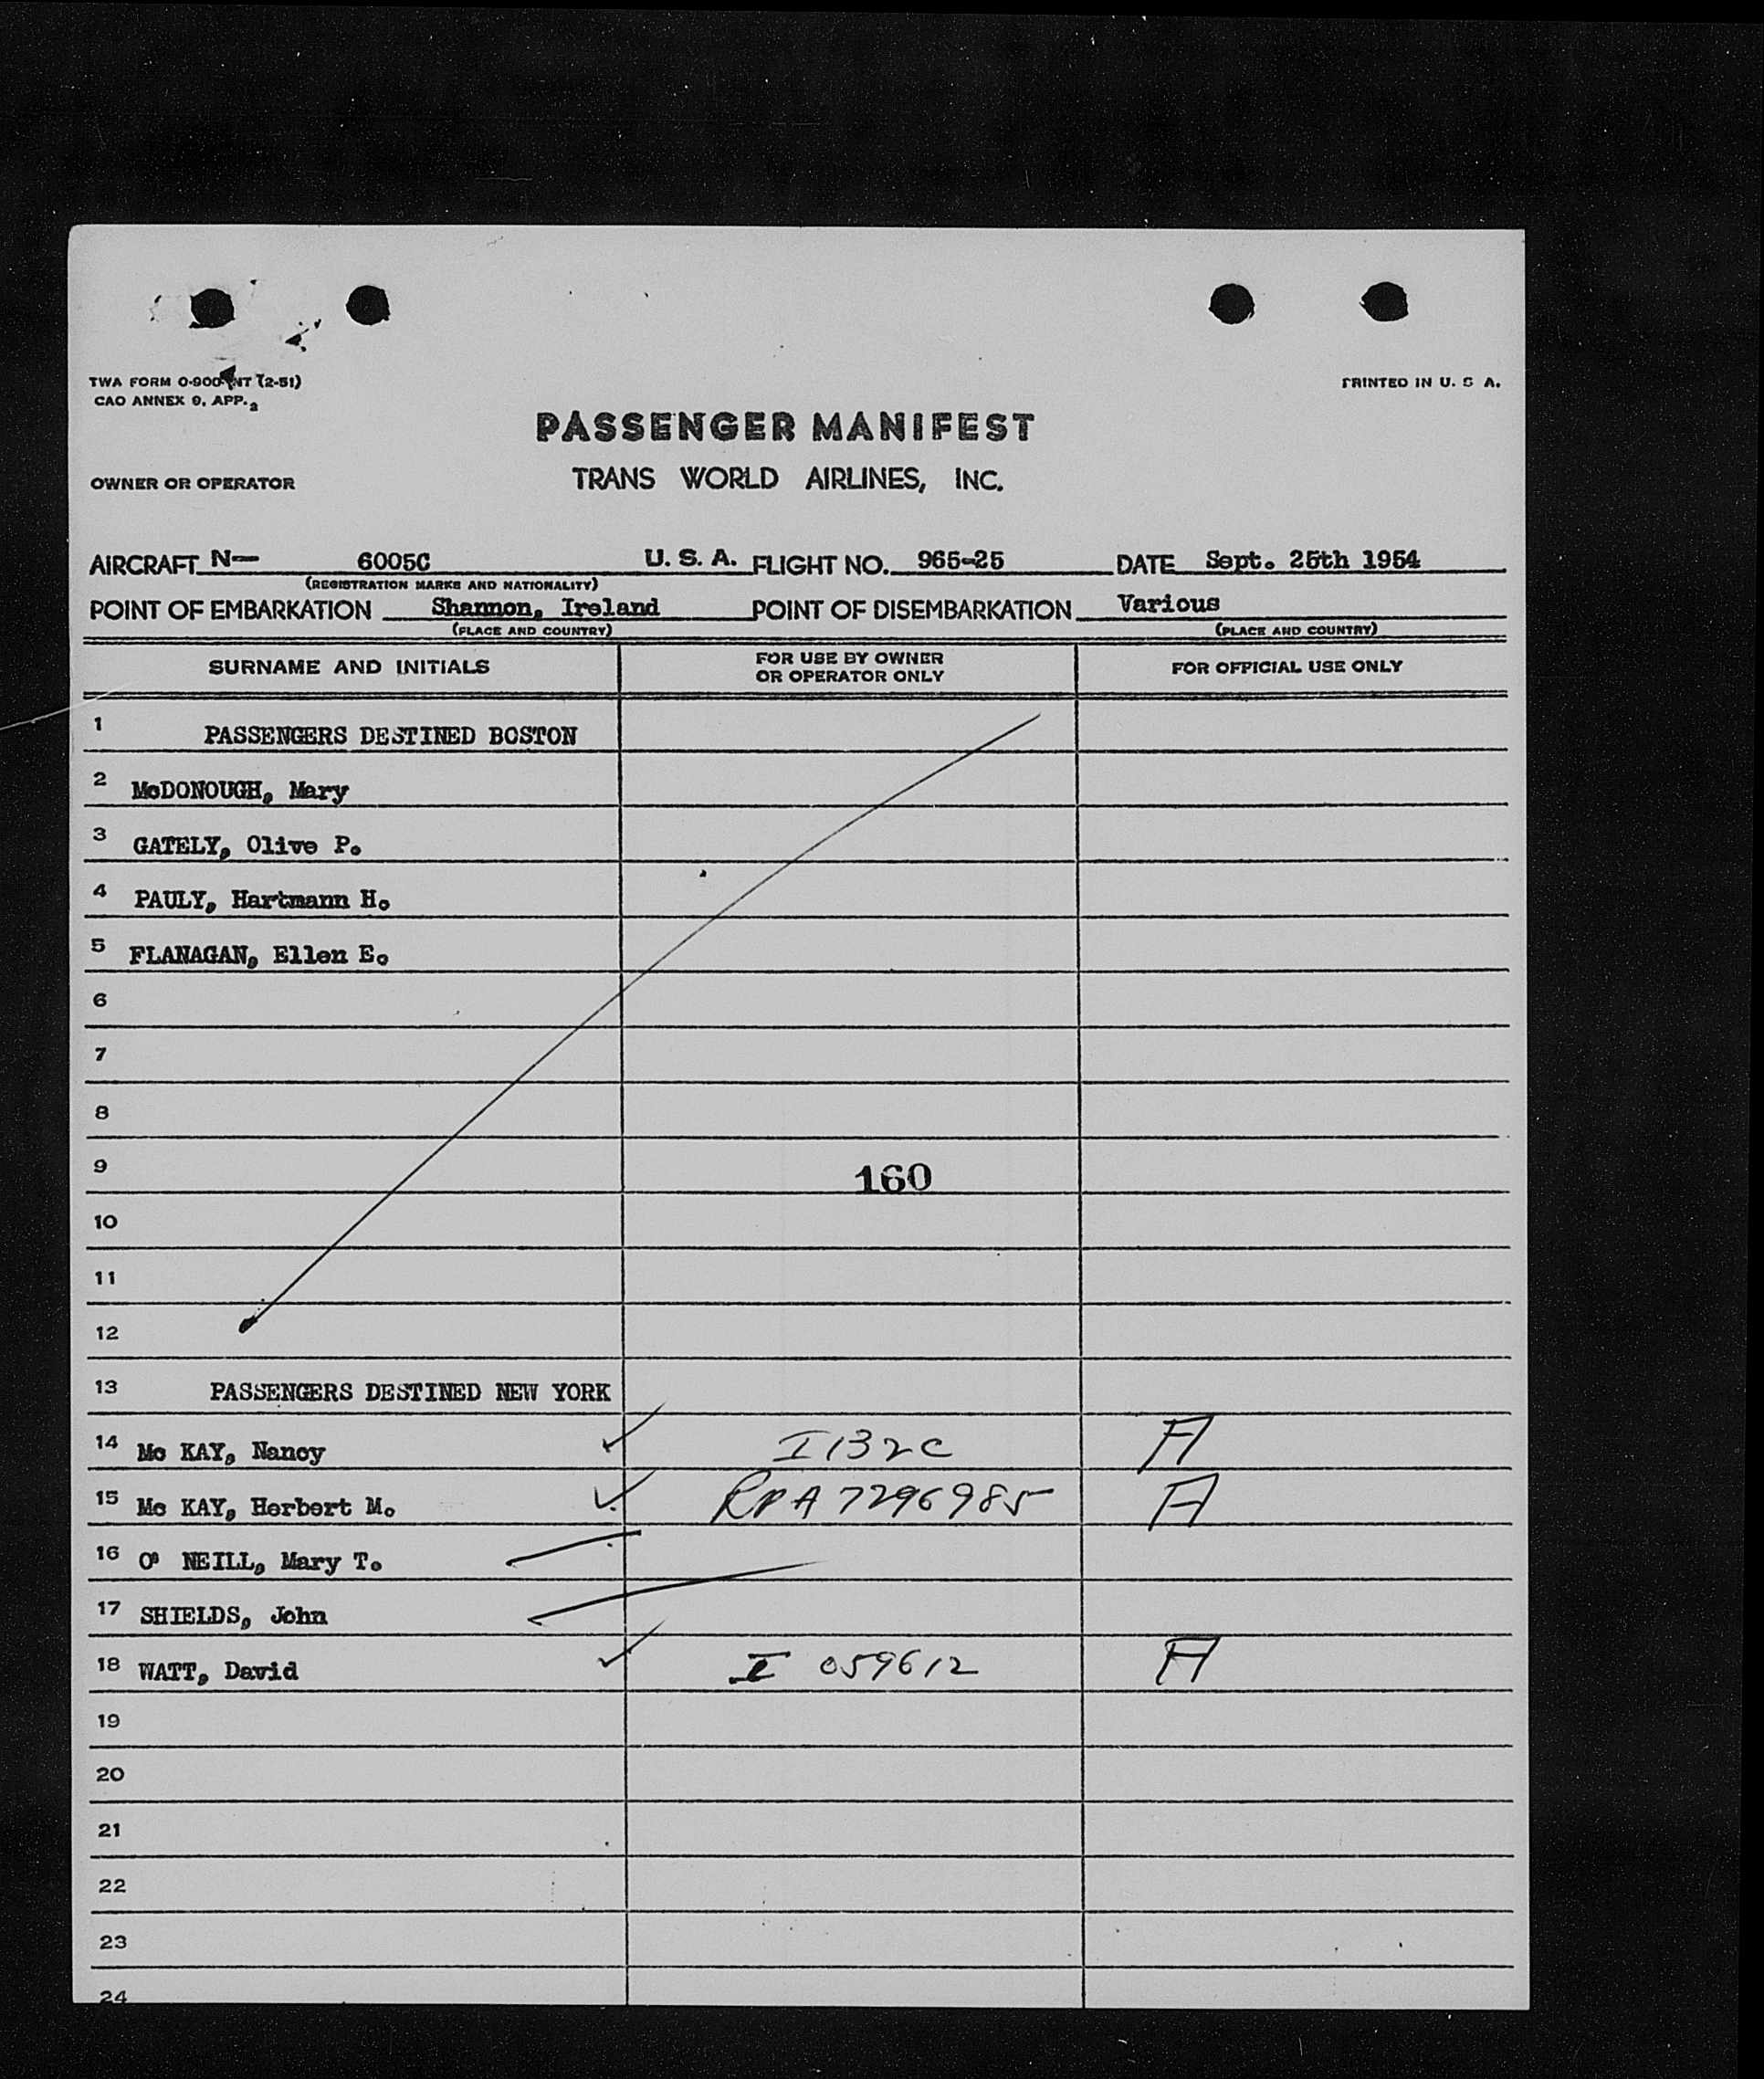 TWA FORM 0-900 INT (2-51)
CAO ANNEX 9, APP. 2
PRINTED IN U. S A.
PASSENGER MANIFEST
OWNER OR OPERATOR
TRANS WORLD AIRLINES, INC.
AIRCRAFT N— 6005C U. S. A. FLIGHT NO. 965-25 DATE Sept. 25th 1954
(REGISTRATION MARKS AND NATIONALITY)
POINT OF EMBARKATION Shannon, Ireland POINT OF DISEMBARKATION Various
(PLACE AND COUNTRY) (PLACE AND COUNTRY)
SURNAME AND INITIALS FOR USE BY OWNER OR OPERATOR ONLY FOR OFFICIAL USE ONLY
1 PASSENGERS DESTINED BOSTON
2 McDONOUGH, Mary
3 GATELY, Olive P.
4 PAULY, Hartmann H.
5 FLANAGAN, Ellen E.
6
7
8
9 160
10
11
12
13 PASSENGERS DESTINED NEW YORK
14 Mc KAY, Nancy I 132c A
15 Mc KAY, Herbert M. RPA 7296985 A
16 O' NEILL, Mary T.
17 SHIELDS, John
18 WATT, David I 059612 A
19
20
21
22
23
24